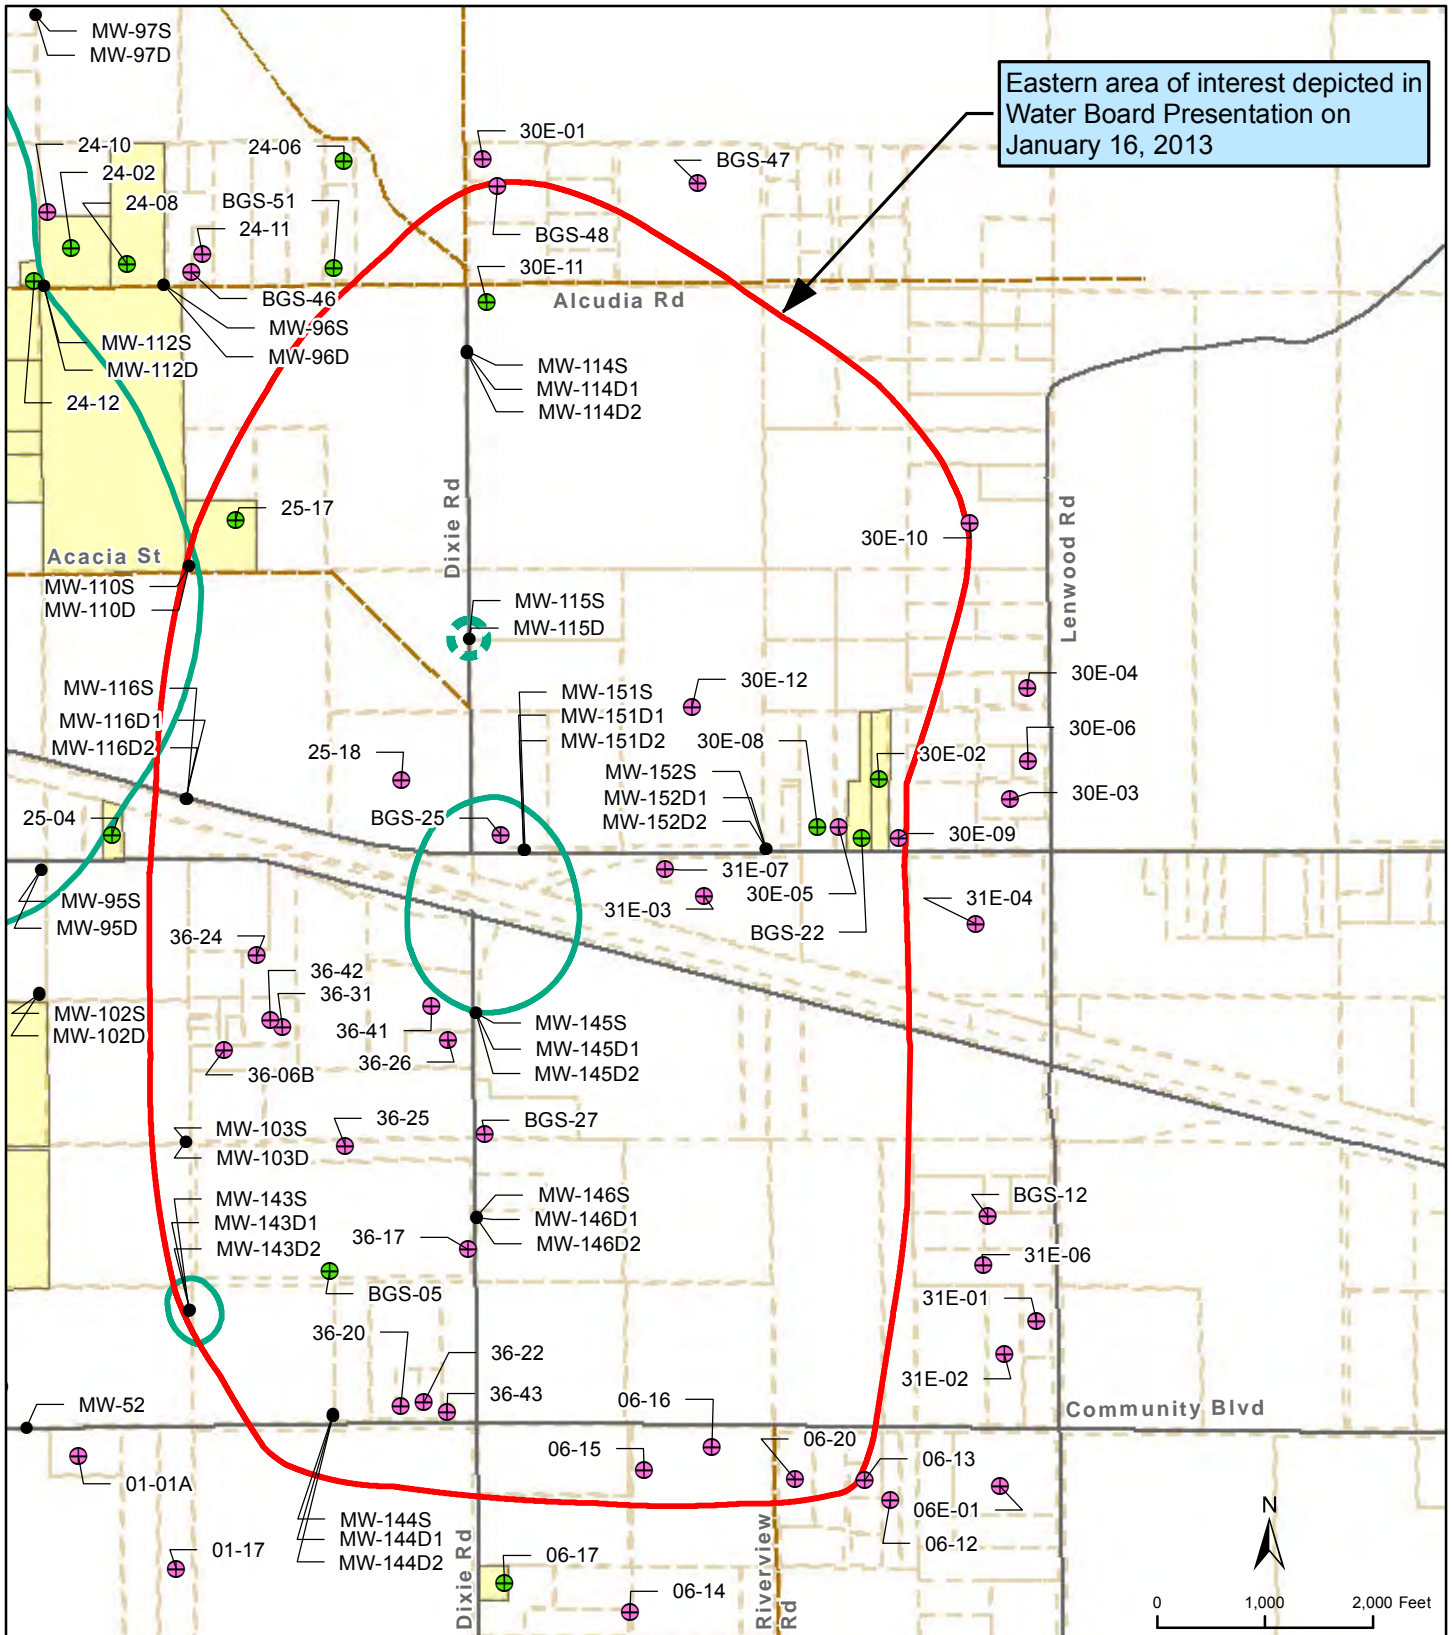 MW-97S
MW-97D
Eastern area of interest depicted in
Water Board Presentation on
January 16, 2013
24-10
24-02
24-08
24-06
30E-01
BGS-47
BGS-51
24-11
BGS-48
30E-11
BGS-46
Alcudia Rd
MW-96S
MW-96D
MW-112S
MW-112D
24-12
MW-114S
MW-114D1
MW-114D2
25-17
Dixie Rd
Lenwood Rd
30E-10
Acacia St
MW-110S
MW-110D
MW-115S
MW-115D
MW-116S
MW-116D1
MW-116D2
MW-151S
MW-151D1
MW-151D2
30E-12
30E-04
30E-08
30E-02
30E-06
25-18
MW-152S
MW-152D1
MW-152D2
30E-03
25-04
BGS-25
30E-09
31E-07
30E-05
31E-04
31E-03
BGS-22
MW-95S
MW-95D
36-24
36-42
36-31
MW-102S
MW-102D
36-41
36-26
MW-145S
MW-145D1
MW-145D2
36-06B
36-25
BGS-27
MW-103S
MW-103D
MW-143S
MW-143D1
MW-143D2
MW-146S
MW-146D1
MW-146D2
36-17
BGS-12
31E-06
BGS-05
31E-01
36-20
36-22
36-43
31E-02
MW-52
06-16
Community Blvd
06-15
06-20
06-13
01-01A
06E-01
06-12
MW-144S
MW-144D1
MW-144D2
01-17
06-17
06-14
Dixie Rd
Riverview
Rd
N
0 1,000 2,000 Feet